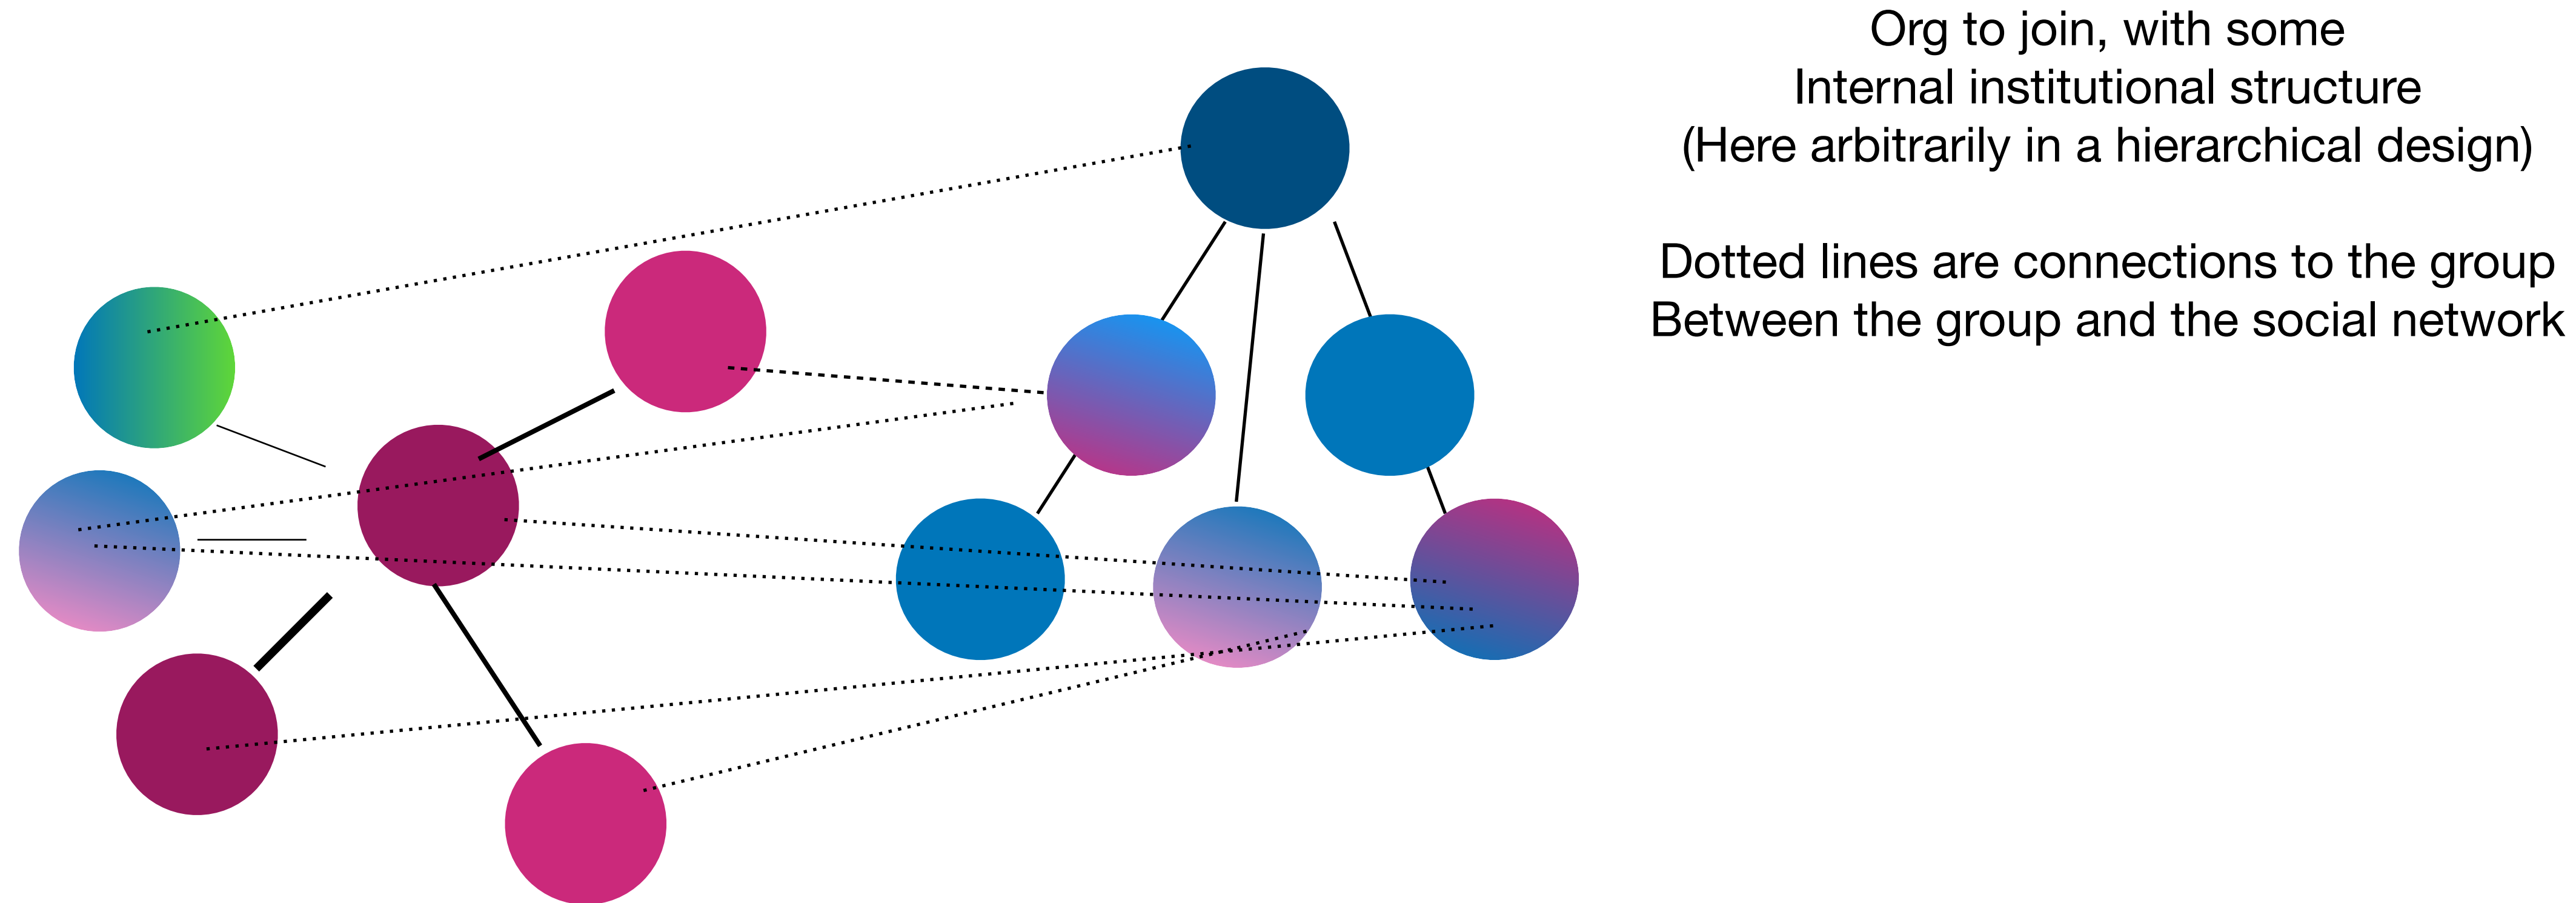 Org to join, with some
Internal institutional structure
(Here arbitrarily in a hierarchical design)
Dotted lines are connections to the group
Between the group and the social network